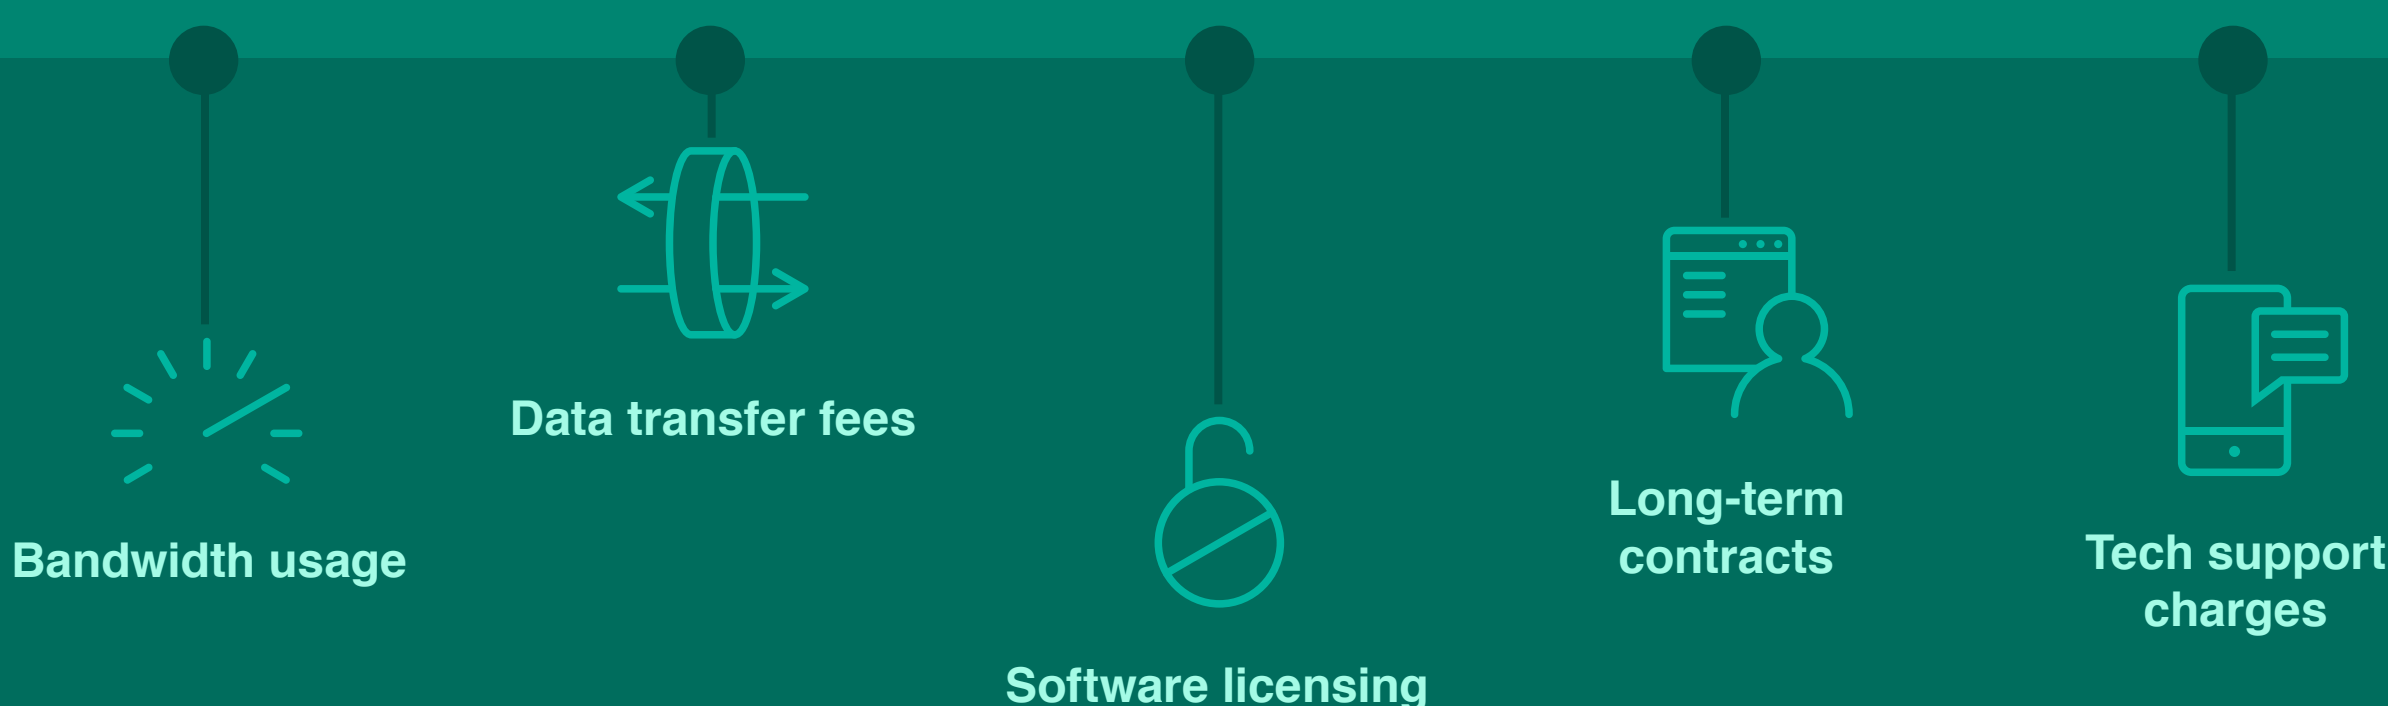 Bandwidth usage
Data transfer fees
Software licensing
Long-term
contracts
Tech support
charges